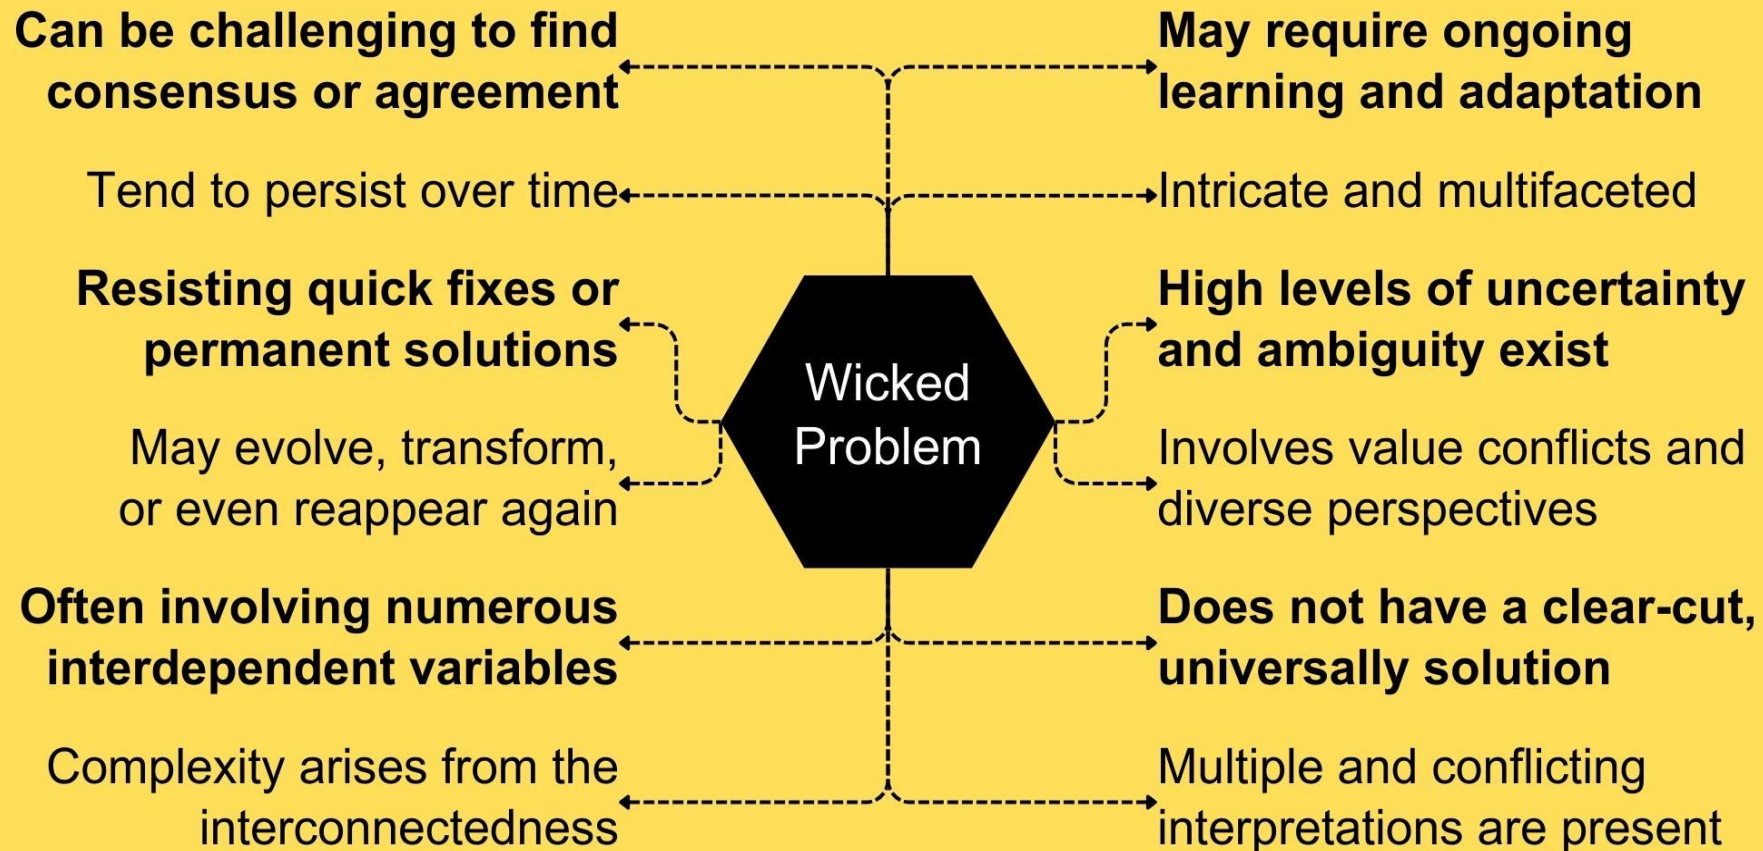 Can be challenging to find
consensus or agreement
Tend to persist over time
Resisting quick fixes or
permanent solutions
May evolve, transform,
or even reappear again
Often involving numerous
interdependent variables
Complexity arises from the
interconnectedness
Wicked
Problem
May require ongoing
learning and adaptation
Intricate and multifaceted
High levels of uncertainty
and ambiguity exist
Involves value conflicts and
diverse perspectives
Does not have a clear-cut,
universally solution
Multiple and conflicting
interpretations are present